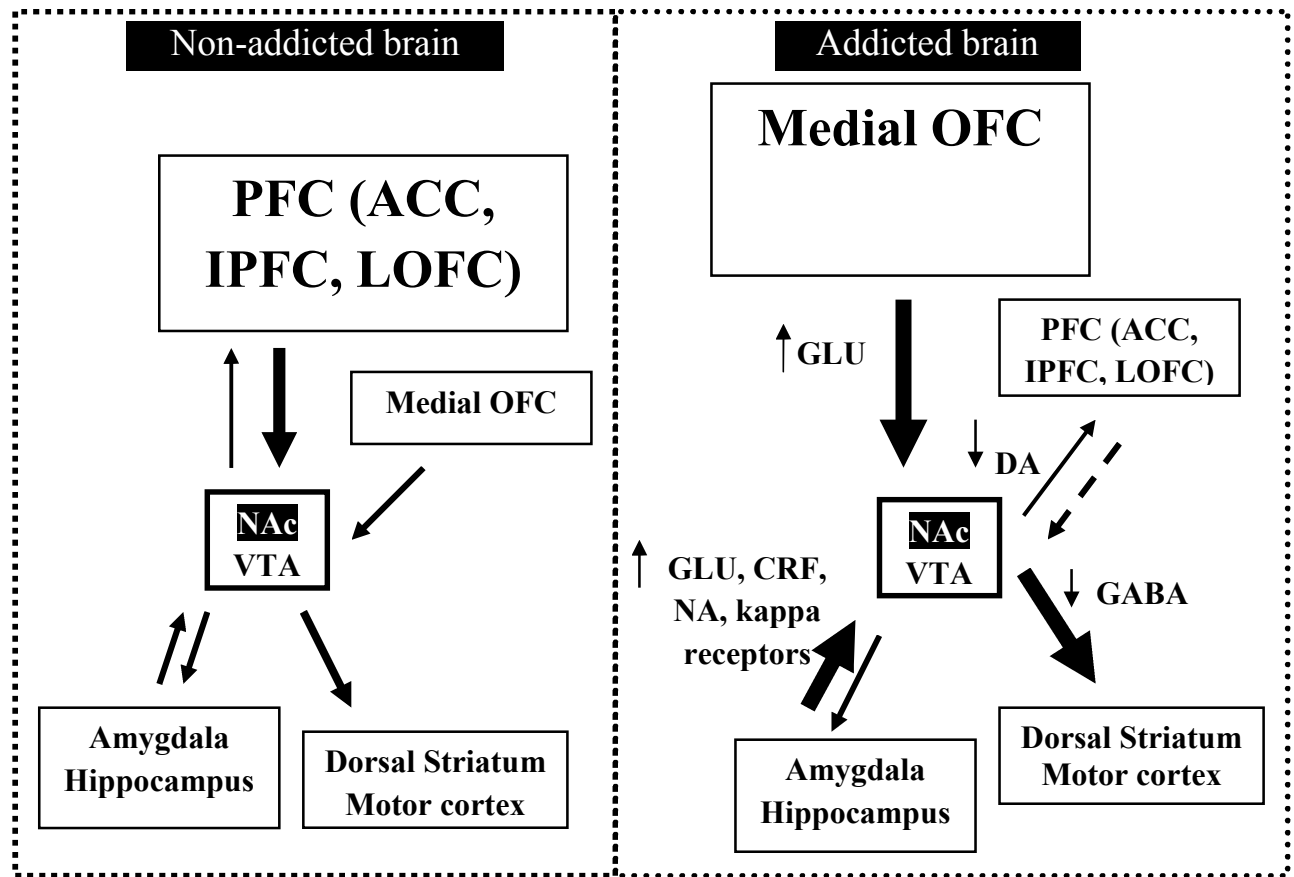 Non-addicted brain
PFC (ACC,
IPFC, LOFC)
Medial OFC
NAc
VTA
Amygdala
Hippocampus
Dorsal Striatum
Motor cortex
Addicted brain
Medial OFC
GLU
PFC (ACC,
IPFC, LOFC)
DA
NAc
VTA
GLU, CRF,
NA, kappa
receptors
GABA
Amygdala
Hippocampus
Dorsal Striatum
Motor cortex